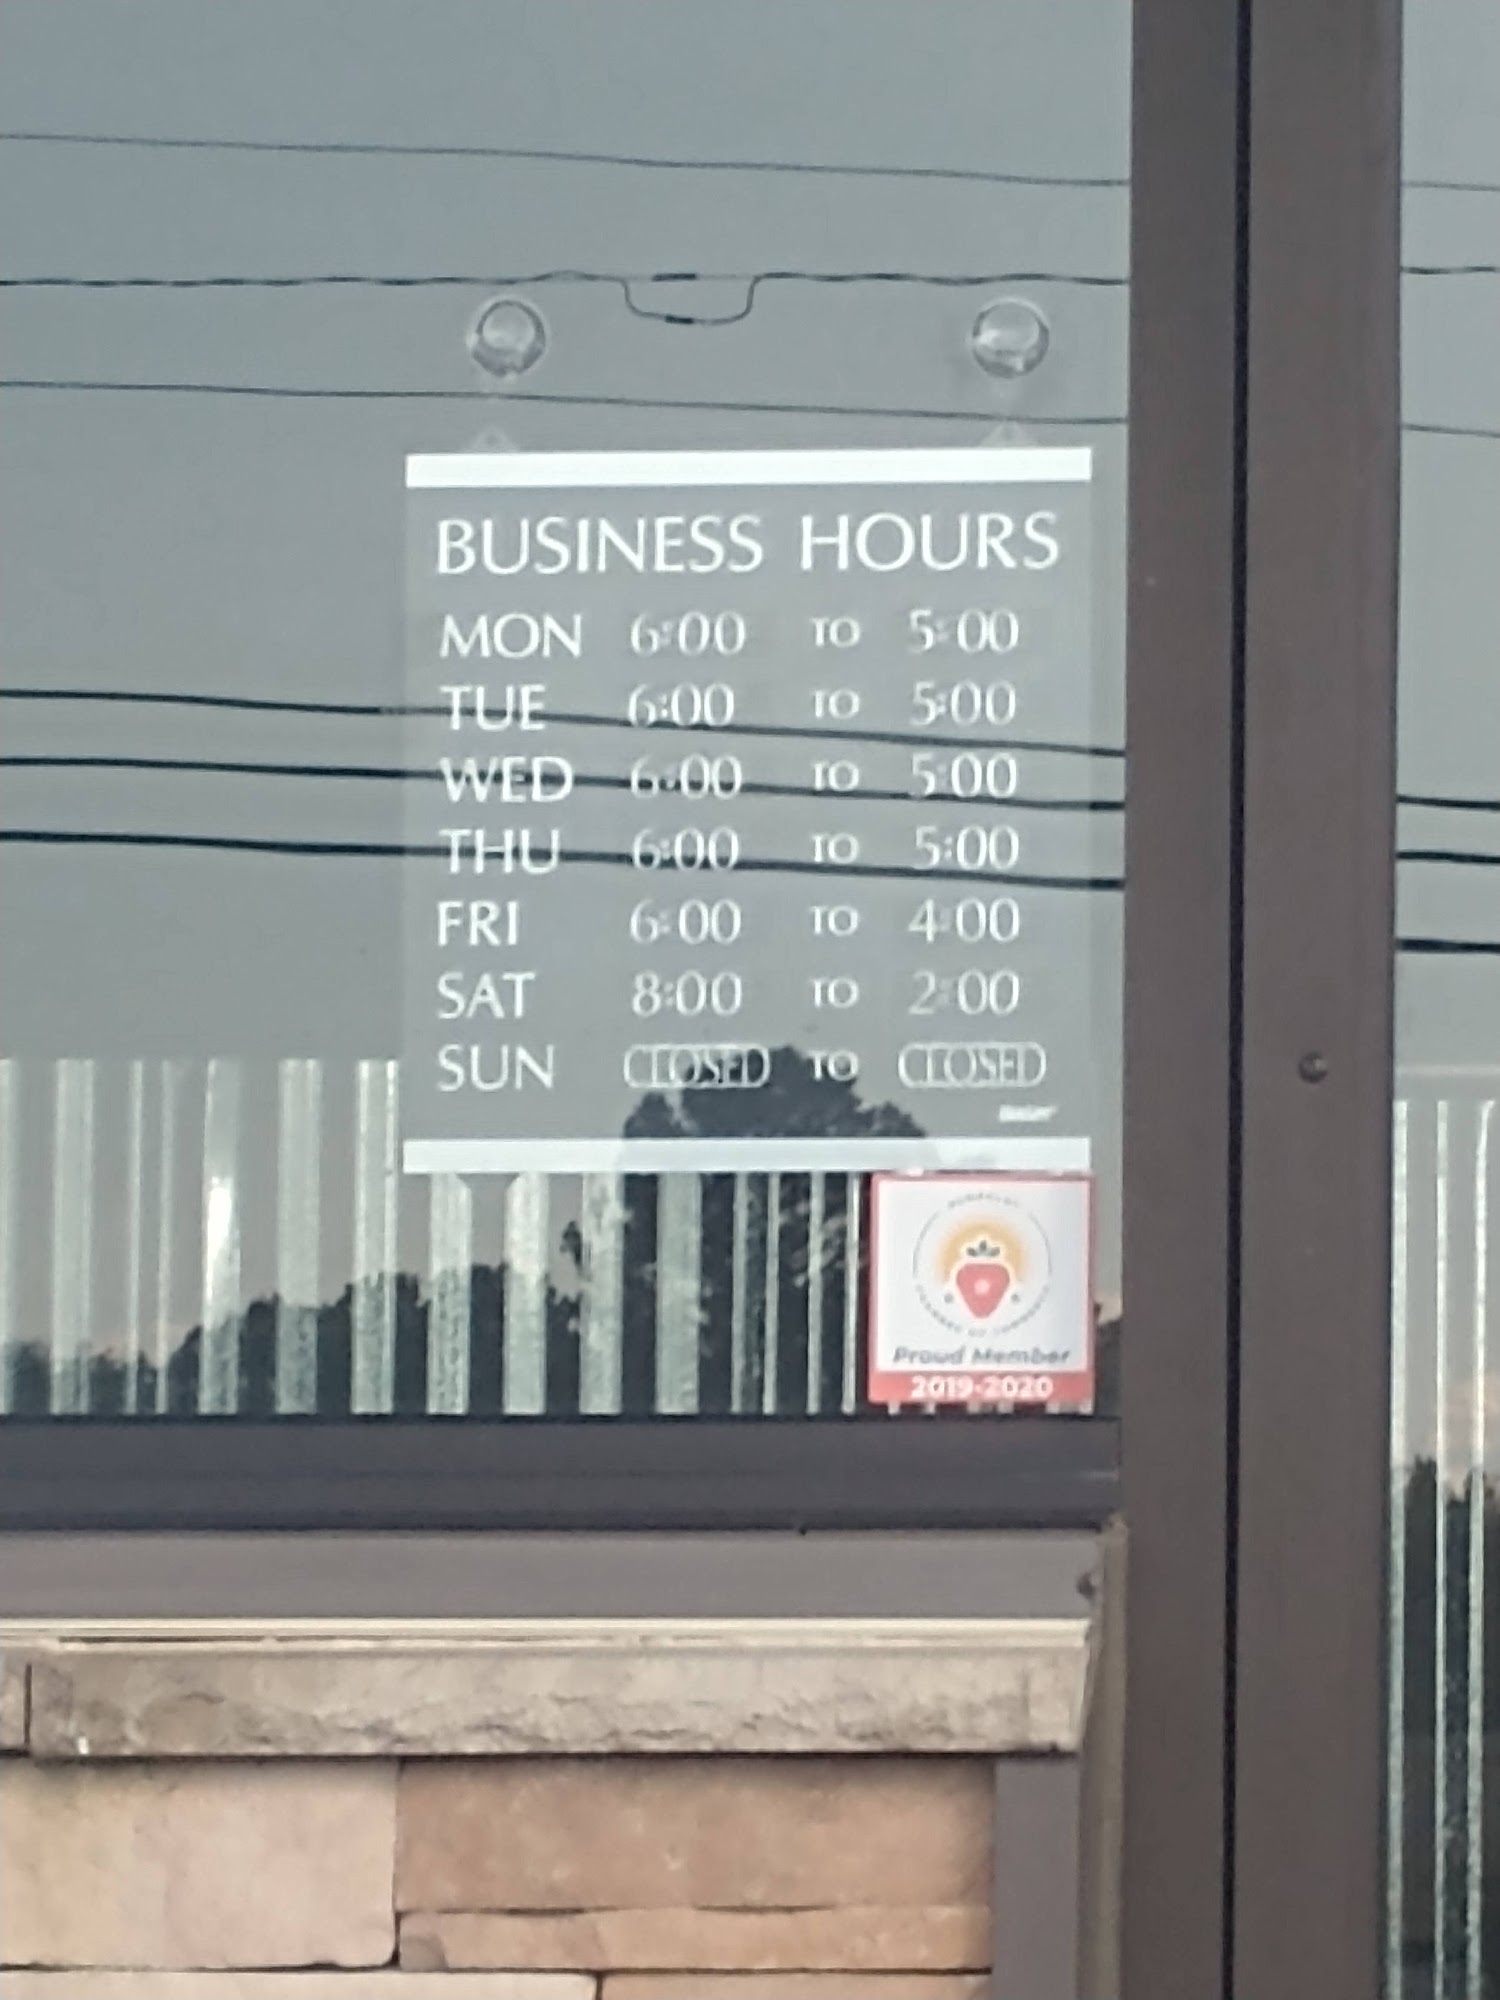 BUSINESS HOURS
MON 6:00 TO 5:00
TUE 6:00 TO 5:00
WED 6:00 TO 5:00
THU 6:00 TO 5:00
FRI 6:00 TO 4:00
SAT 8:00 TO 2:00
SUN CLOSED TO CLOSED
Proud Member
2019-2020